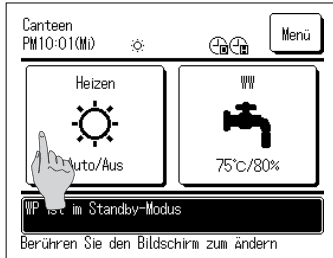 Canteen
PM10:01(Mi)
Menü
Heizen
WW
Auto/Aus
75°c/80%
WP ist im Standby-Modus
Berühren Sie den Bildschirm zum Ändern